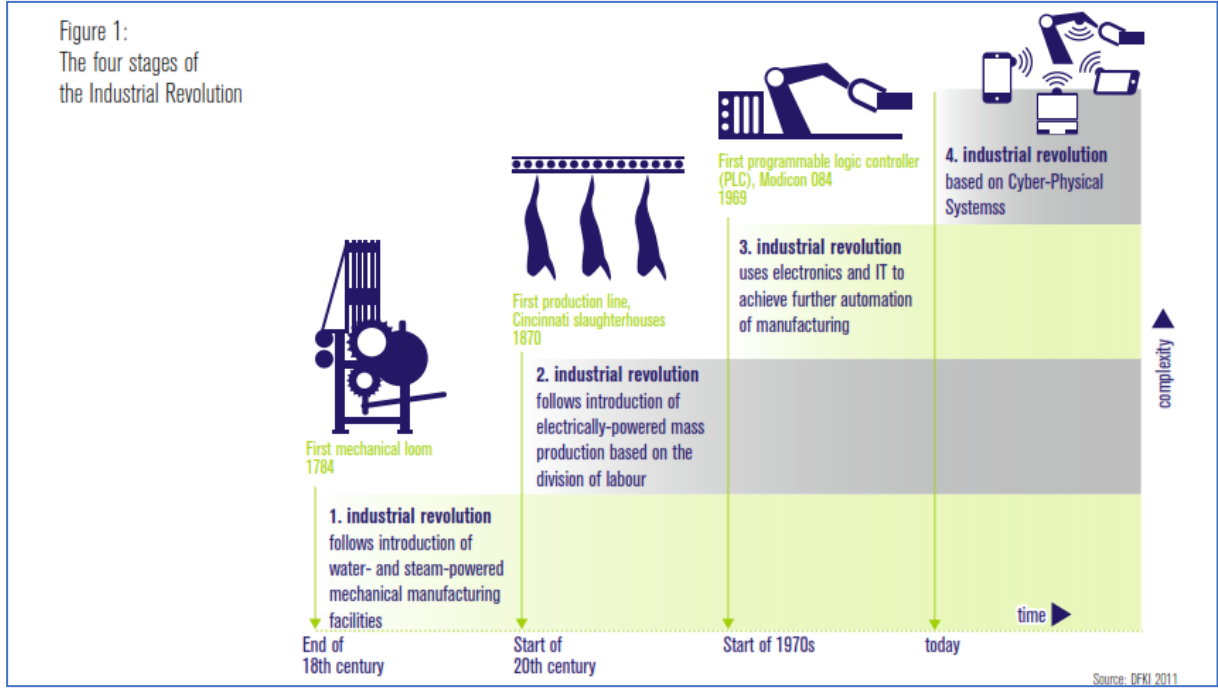 Figure 1:
The four stages of
the Industrial Revolution
First mechanical loom
1784
1. industrial revolution
follows introduction of
water- and steam-powered
mechanical manufacturing
facilities
End of
18th century
First production line,
Cincinnati slaughterhouses
1870
2. industrial revolution
follows introduction of
electrically-powered mass
production based on the
division of labour
Start of
20th century
First programmable logic controller
(PLC), Modicon 084
1969
3. industrial revolution
uses electronics and IT to
achieve further automation
of manufacturing
Start of 1970s
4. industrial revolution
based on Cyber-Physical
Systemss
today
time
complexity
Source: DFKI 2011